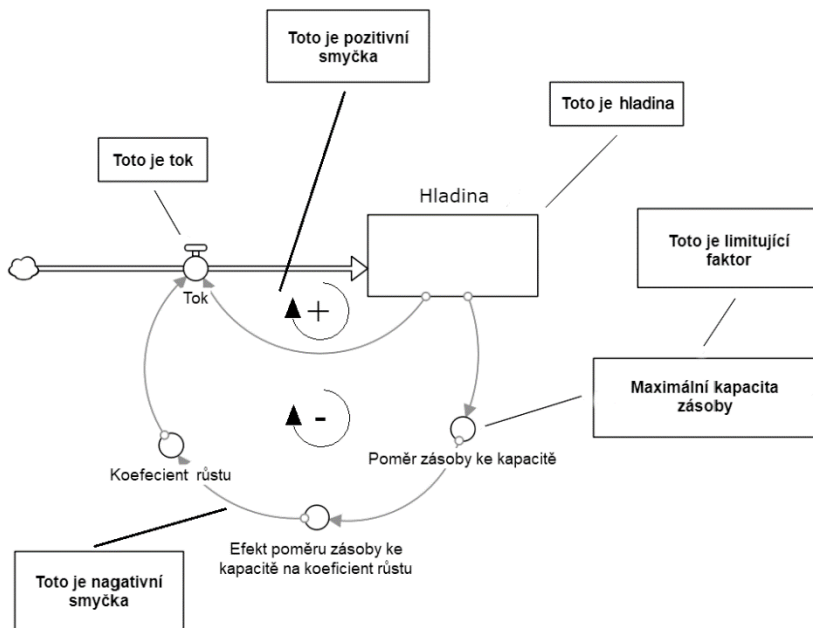 Toto je pozitivní
smyčka
Toto je hladina
Toto je tok
Hladina
Toto je limitující
faktor
Tok
+
Maximální kapacita
zásoby
-
Poměr zásoby ke kapacitě
Koefecient růstu
Efekt poměru zásoby ke
kapacitě na koeficient růstu
Toto je nagativní
smyčka